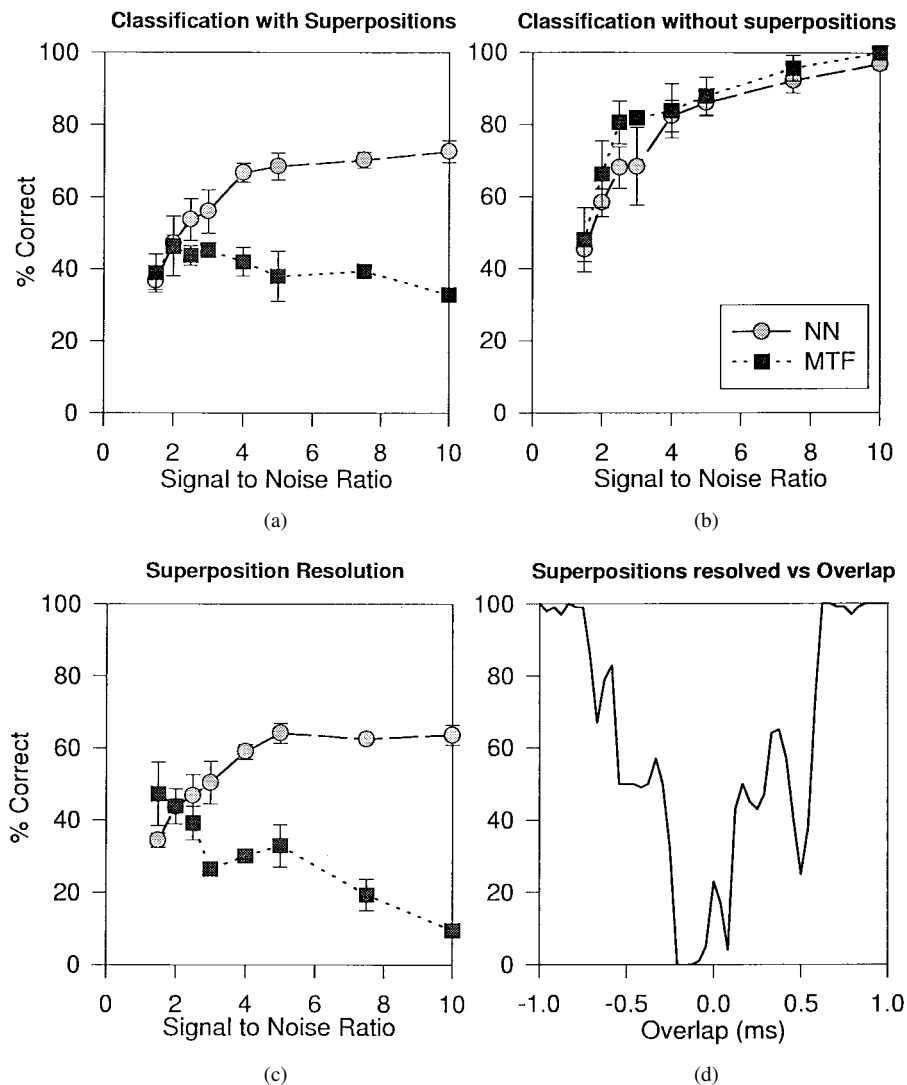 Classification with Superpositions
100
80
60
40
20
0
% Correct
0 2 4 6 8 10
Signal to Noise Ratio
(a)
Classification without superpositions
100
80
60
40
20
0
NN
MTF
0 2 4 6 8 10
Signal to Noise Ratio
(b)
Superposition Resolution
100
80
60
40
20
0
% Correct
0 2 4 6 8 10
Signal to Noise Ratio
(c)
Superpositions resolved vs Overlap
100
80
60
40
20
0
-1.0 -0.5 0.0 0.5 1.0
Overlap (ms)
(d)